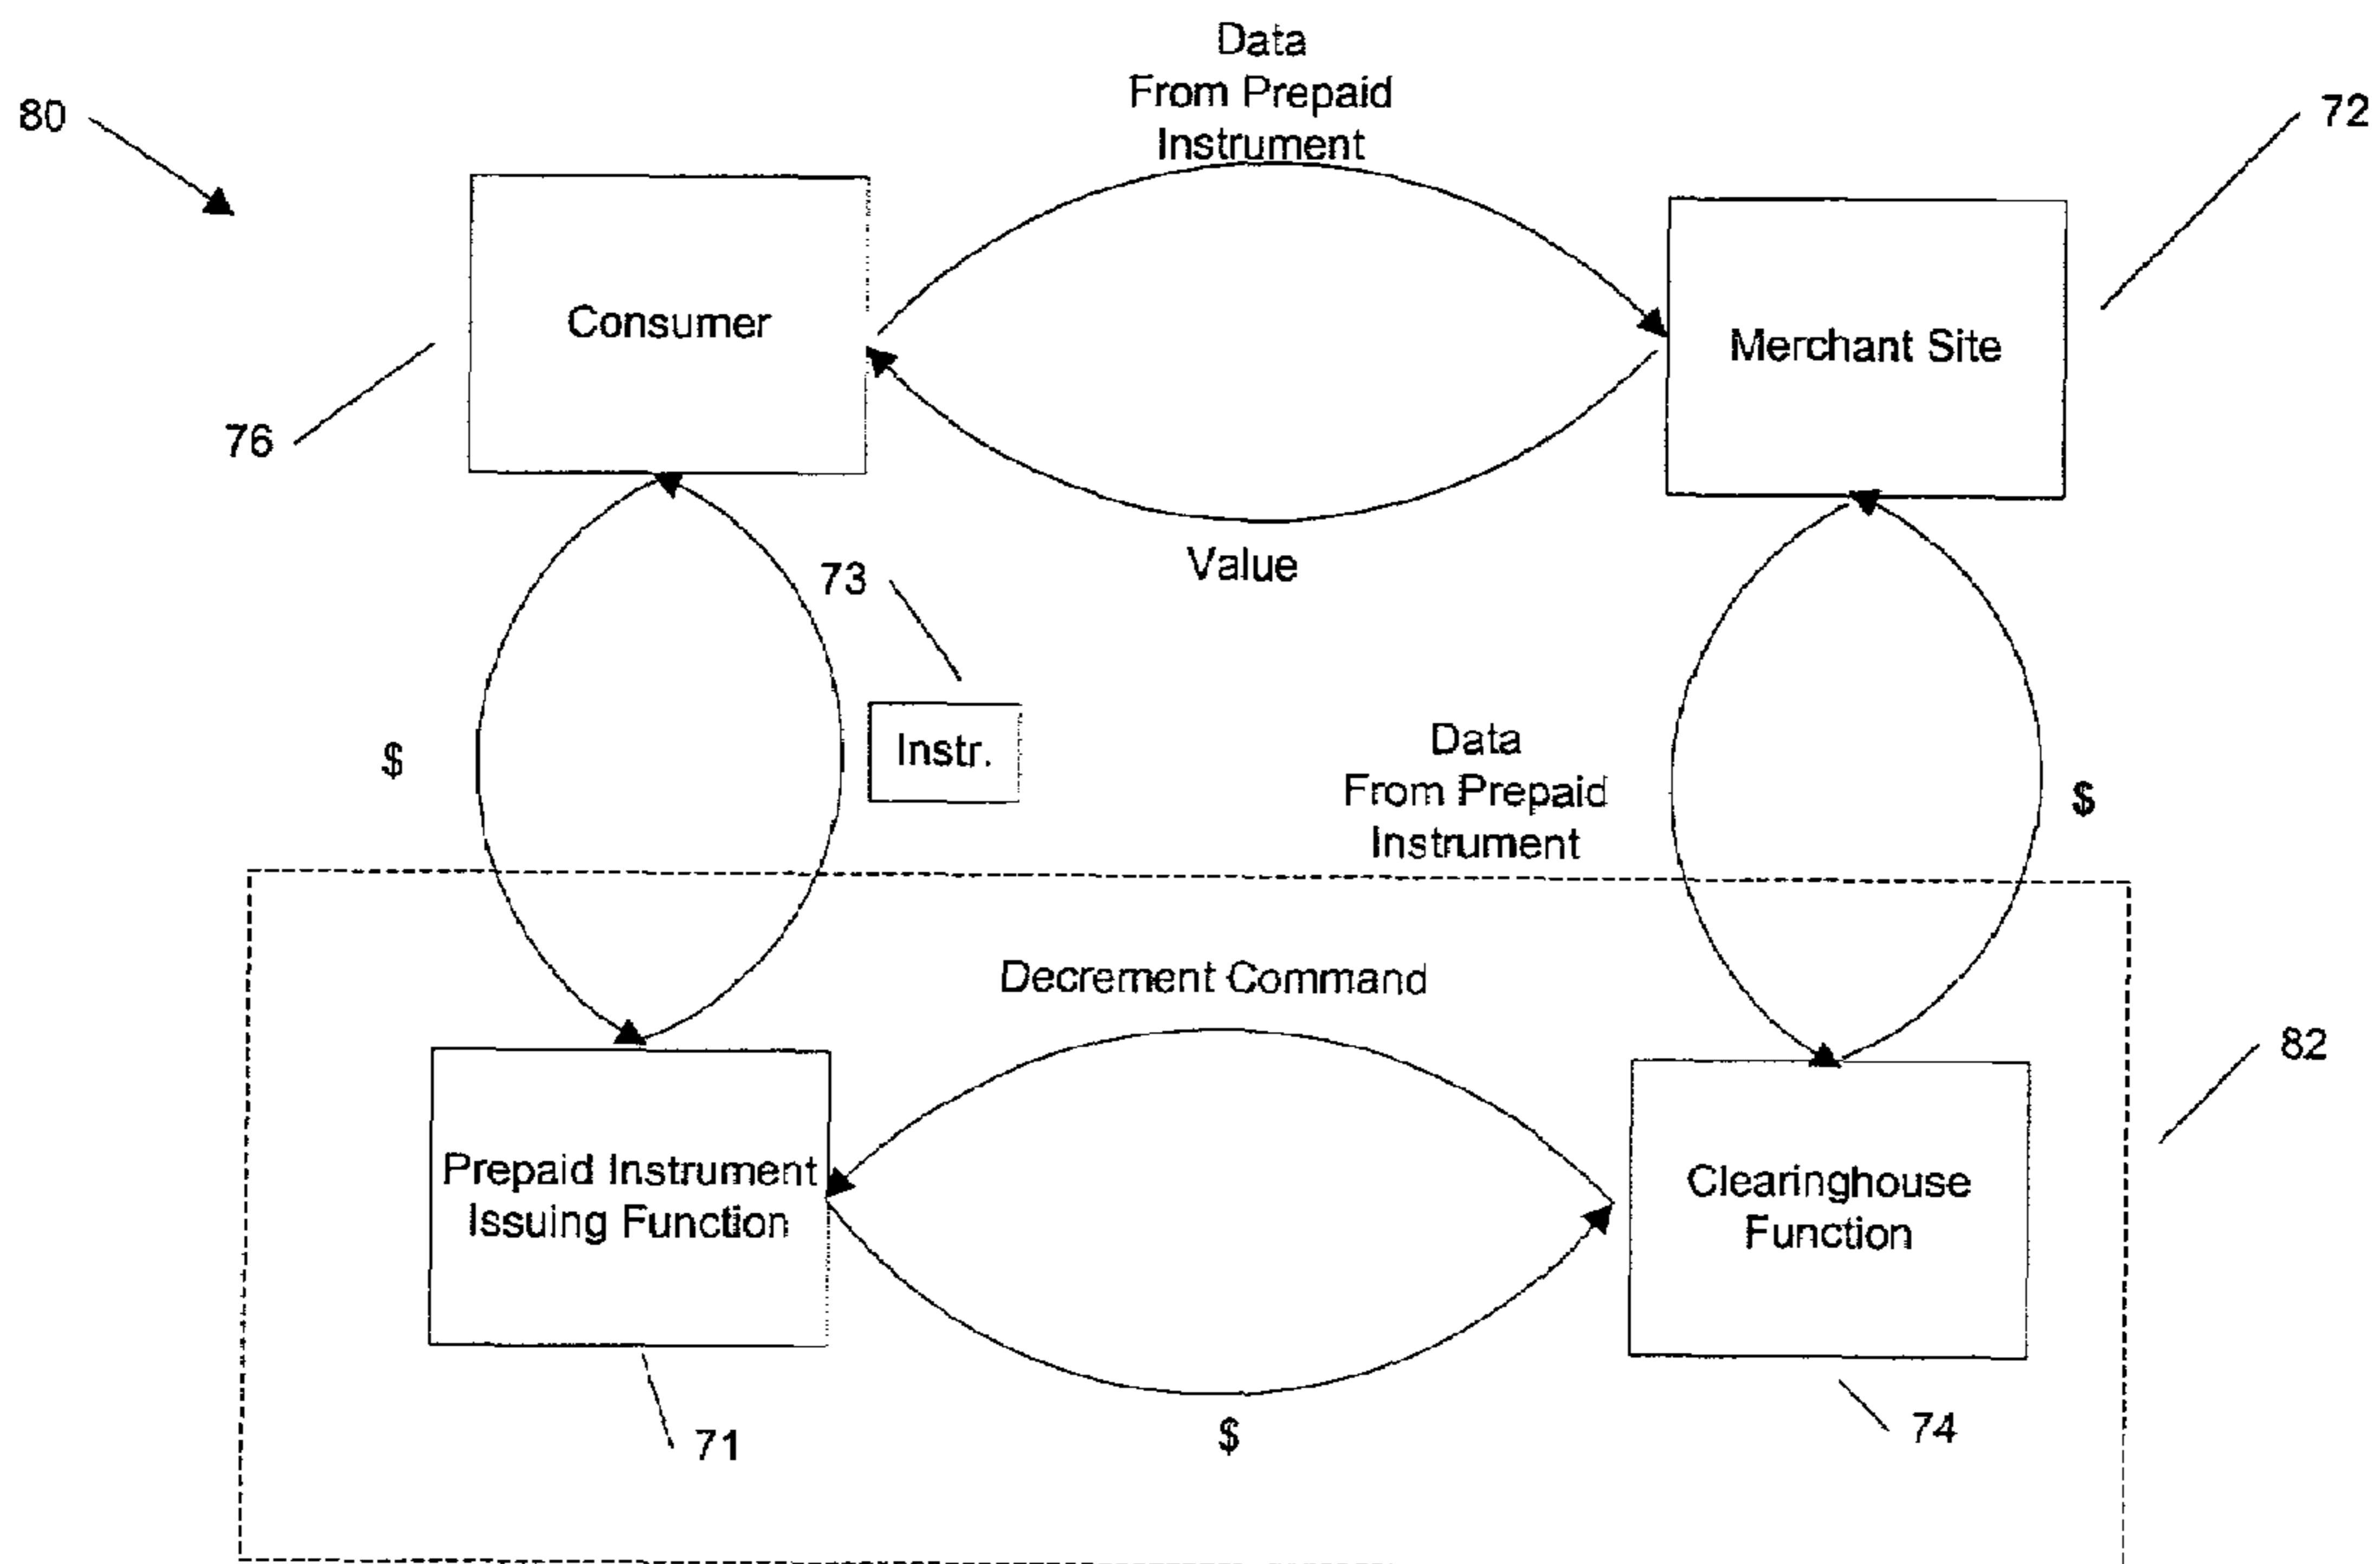 Data
From Prepaid
Instrument
80
72
Consumer
Merchant Site
76
Value
73
Instr.
$
Data
From Prepaid
Instrument
$
Decrement Command
82
Prepaid Instrument
Issuing Function
Clearinghouse
Function
71
$
74